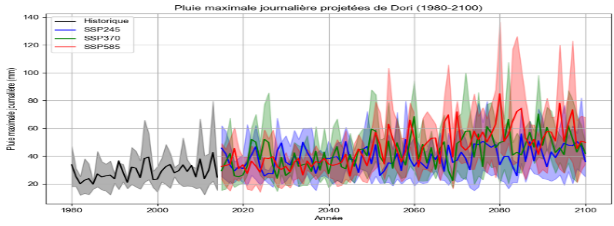 Pluie maximale journalière projetées de Dori (1980-2100)
Historique
SSP245
SSP370
SSP585
Pluie maximale journalière (mm)
140
120
100
80
60
40
20
1980
2000
2020
2040
2060
2080
2100
Année